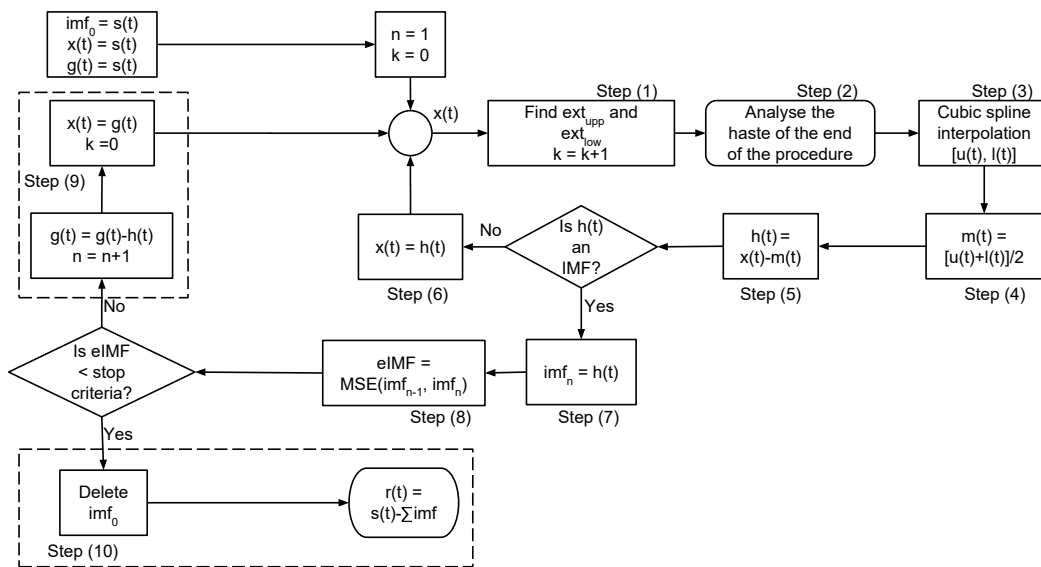 imf₀ = s(t)
x(t) = s(t)
g(t) = s(t)
n = 1
k = 0
x(t)
Step (1)
Find ext_upp and
ext_low
k = k+1
Step (2)
Analyse the
haste of the end
of the procedure
Step (3)
Cubic spline
interpolation
[u(t), l(t)]
x(t) = g(t)
k =0
Step (9)
g(t) = g(t)-h(t)
n = n+1
No
x(t) = h(t)
Step (6)
No
Is h(t)
an
IMF?
Yes
h(t) =
x(t)-m(t)
Step (5)
m(t) =
[u(t)+l(t)]/2
Step (4)
Is eIMF
< stop
criteria?
Yes
eIMF =
MSE(imfₙ₋₁, imfₙ)
Step (8)
imfₙ = h(t)
Step (7)
Delete
imf₀
Step (10)
r(t) =
s(t)-∑imf